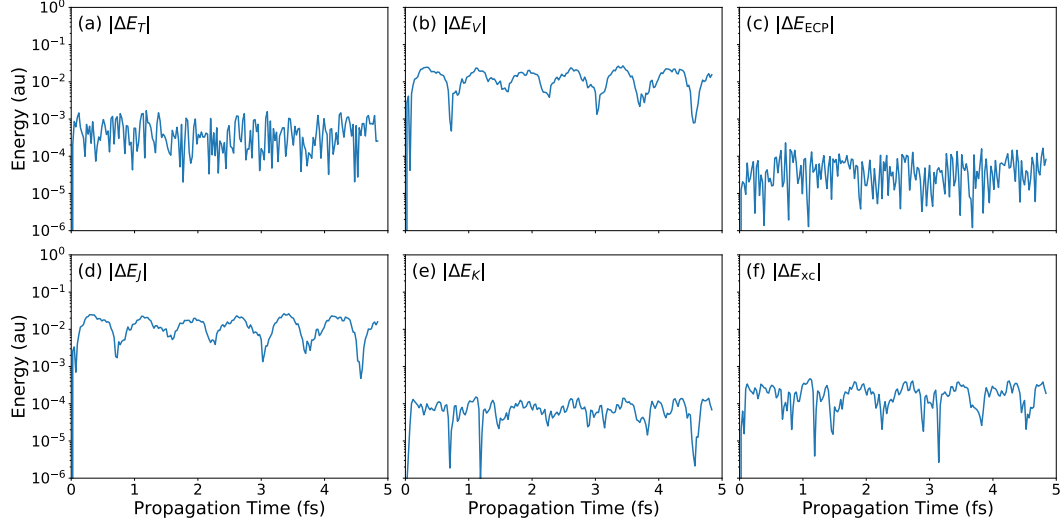 (a) |ΔE_T|
(b) |ΔE_V|
(c) |ΔE_ECP|
Energy (au)
10^0
10^-1
10^-2
10^-3
10^-4
10^-5
10^-6
(d) |ΔE_J|
(e) |ΔE_K|
(f) |ΔE_xc|
Energy (au)
10^0
10^-1
10^-2
10^-3
10^-4
10^-5
10^-6
0 1 2 3 4 5 0 1 2 3 4 5 0 1 2 3 4 5
Propagation Time (fs) Propagation Time (fs) Propagation Time (fs)